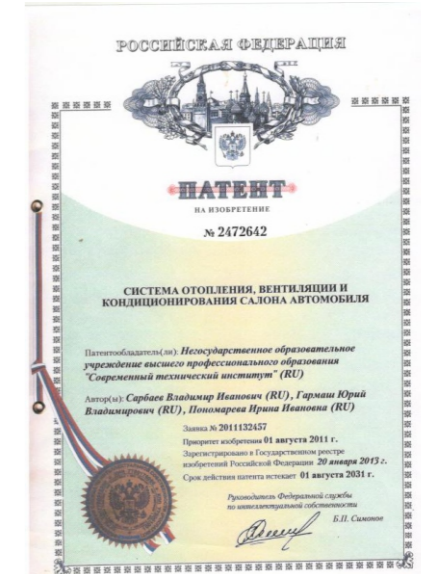 РОССИЙСКАЯ ФЕДЕРАЦИЯ
ПАТЕНТ
НА ИЗОБРЕТЕНИЕ
№ 2472642
СИСТЕМА ОТОПЛЕНИЯ, ВЕНТИЛЯЦИИ И
КОНДИЦИОНИРОВАНИЯ САЛОНА АВТОМОБИЛЯ
Патентообладатель(ли): Негосударственное образовательное
учреждение высшего профессионального образования
"Современный технический институт" (RU)
Автор(ы): Сарбаев Владимир Иванович (RU), Гармаш Юрий
Владимирович (RU), Пономарева Ирина Ивановна (RU)
Заявка № 2011132457
Приоритет изобретения 01 августа 2011 г.
Зарегистрировано в Государственном реестре
изобретений Российской Федерации 20 января 2013 г.
Срок действия патента истекает 01 августа 2031 г.
Руководитель Федеральной службы
по интеллектуальной собственности
Б.П. Симонов